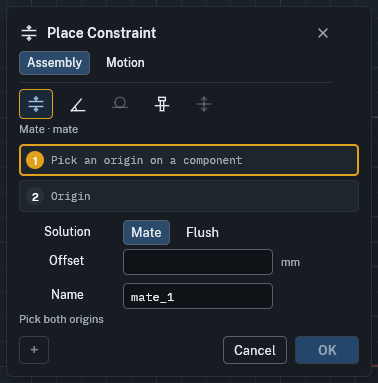 Place Constraint
Assembly Motion
Mate · mate
1 Pick an origin on a component
2 Origin
Solution Mate Flush
Offset mm
Name mate_1
Pick both origins
+ Cancel OK